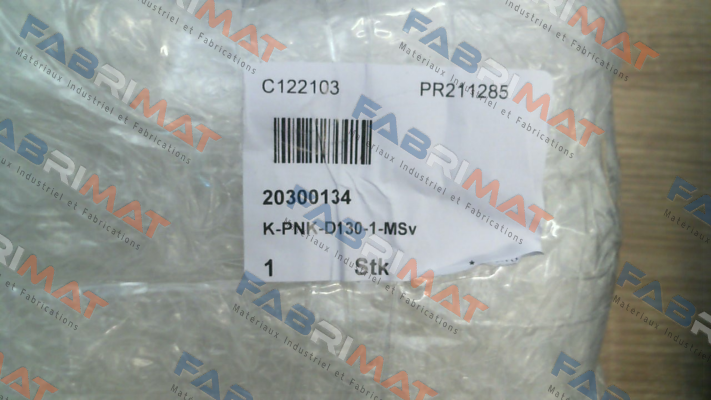 C122103 PR211285
20300134
K-PNK-D130-1-MSv
1 Stk
FABRIMAT
Materiaux Industriel et Fabrications